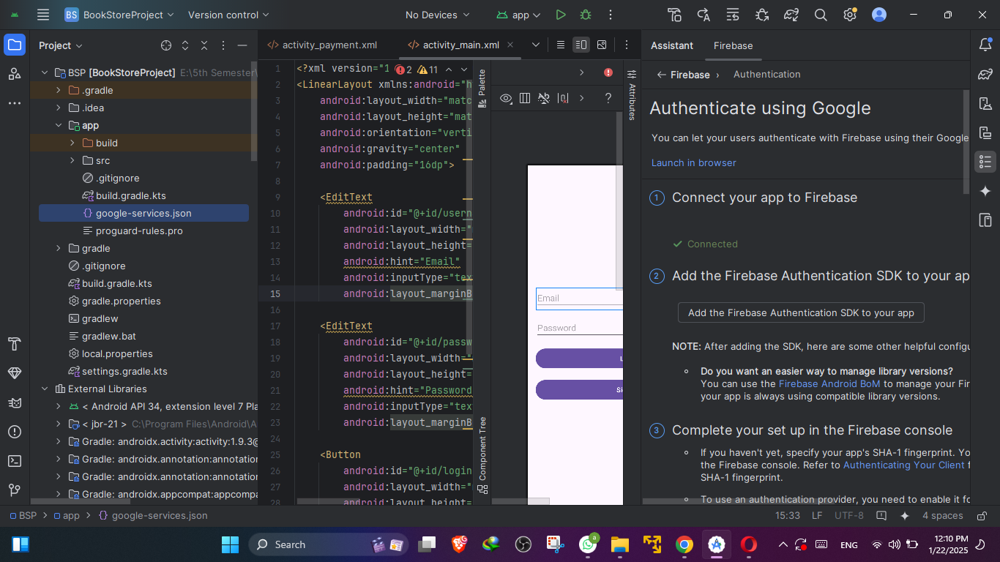 BS BookStoreProject Version control No Devices app
Project
BSP [BookStoreProject] E:\5th Semester\
.gradle
.idea
app
build
src
.gitignore
build.gradle.kts
google-services.json
proguard-rules.pro
gradle
.gitignore
build.gradle.kts
gradle.properties
gradlew
gradlew.bat
local.properties
settings.gradle.kts
External Libraries
< Android API 34, extension level 7 Pla
< jbr-21 > C:\Program Files\Android\A
Gradle: androidx.activity:activity:1.9.3@
Gradle: androidx.annotation:annotation
Gradle: androidx.annotation:annotation
Gradle: androidx.appcompat:appcompa
activity_payment.xml activity_main.xml
2 11
1 <?xml version="1
2 <LinearLayout xmlns:android="h
3 android:layout_width="matc
4 android:layout_height="mat
5 android:orientation="verti
6 android:gravity="center"
7 android:padding="16dp">
8
9 <EditText
10 android:id="@+id/usern
11 android:layout_width="
12 android:layout_height=
13 android:hint="Email"
14 android:inputType="tex
15 android:layout_marginB
16
17 <EditText
18 android:id="@+id/passw
19 android:layout_width="
20 android:layout_height=
21 android:hint="Password
22 android:inputType="tex
23 android:layout_marginB
24
25 <Button
26 android:id="@+id/login
27 android:layout_width="
28 android:layout_height=
Palette
Component Tree
?
Email
Password
L
Si
Attributes
Assistant Firebase
Firebase › Authentication
Authenticate using Google
You can let your users authenticate with Firebase using their Google
Launch in browser
1 Connect your app to Firebase
Connected
2 Add the Firebase Authentication SDK to your ap
Add the Firebase Authentication SDK to your app
NOTE: After adding the SDK, here are some other helpful configu
Do you want an easier way to manage library versions?
You can use the Firebase Android BoM to manage your Fir
your app is always using compatible library versions.
3 Complete your set up in the Firebase console
If you haven't yet, specify your app's SHA-1 fingerprint. Yo
the Firebase console. Refer to Authenticating Your Client f
SHA-1 fingerprint.
To use an authentication provider, you need to enable it fo
BSP > app > google-services.json
15:33 LF UTF-8 4 spaces
Search
a
ENG
12:10 PM
1/22/2025